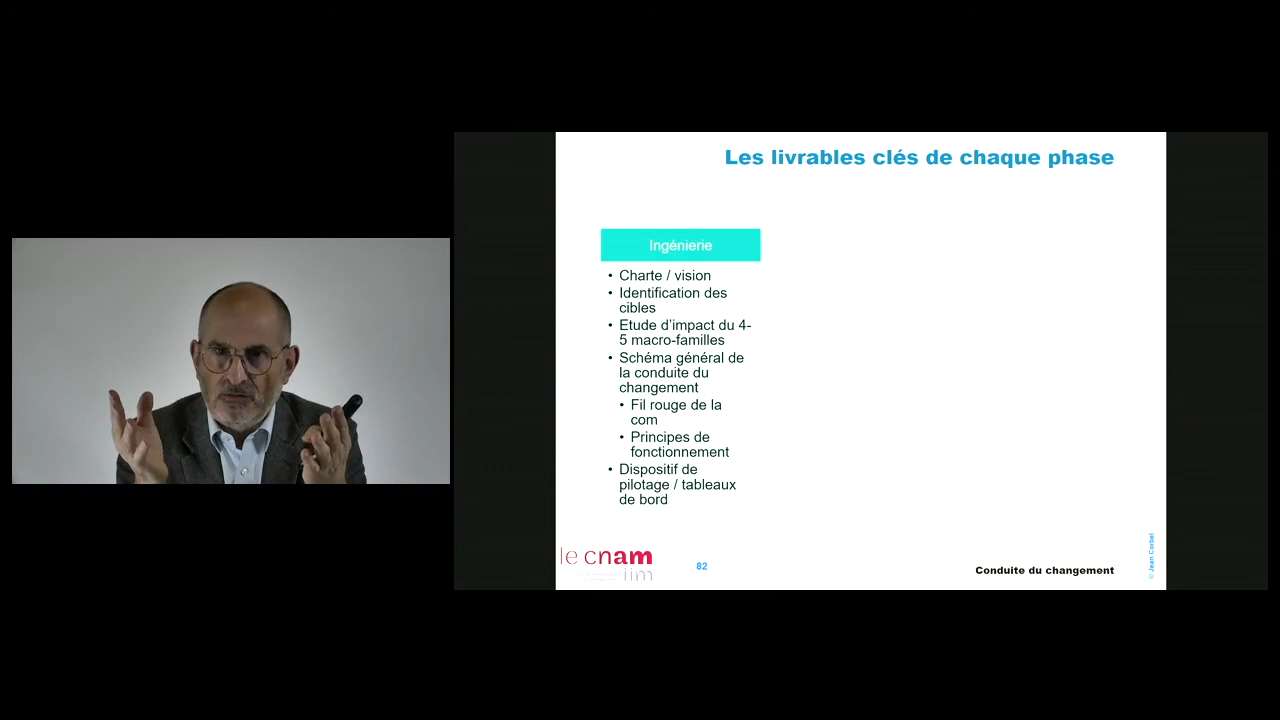 Les livrables clés de chaque phase
Ingénierie
• Charte / vision
• Identification des
cibles
• Etude d'impact du 4-
5 macro-familles
• Schéma général de
la conduite du
changement
• Fil rouge de la
com
• Principes de
fonctionnement
• Dispositif de
pilotage / tableaux
de bord
le cnam
82
Conduite du changement
© Jean Corbel